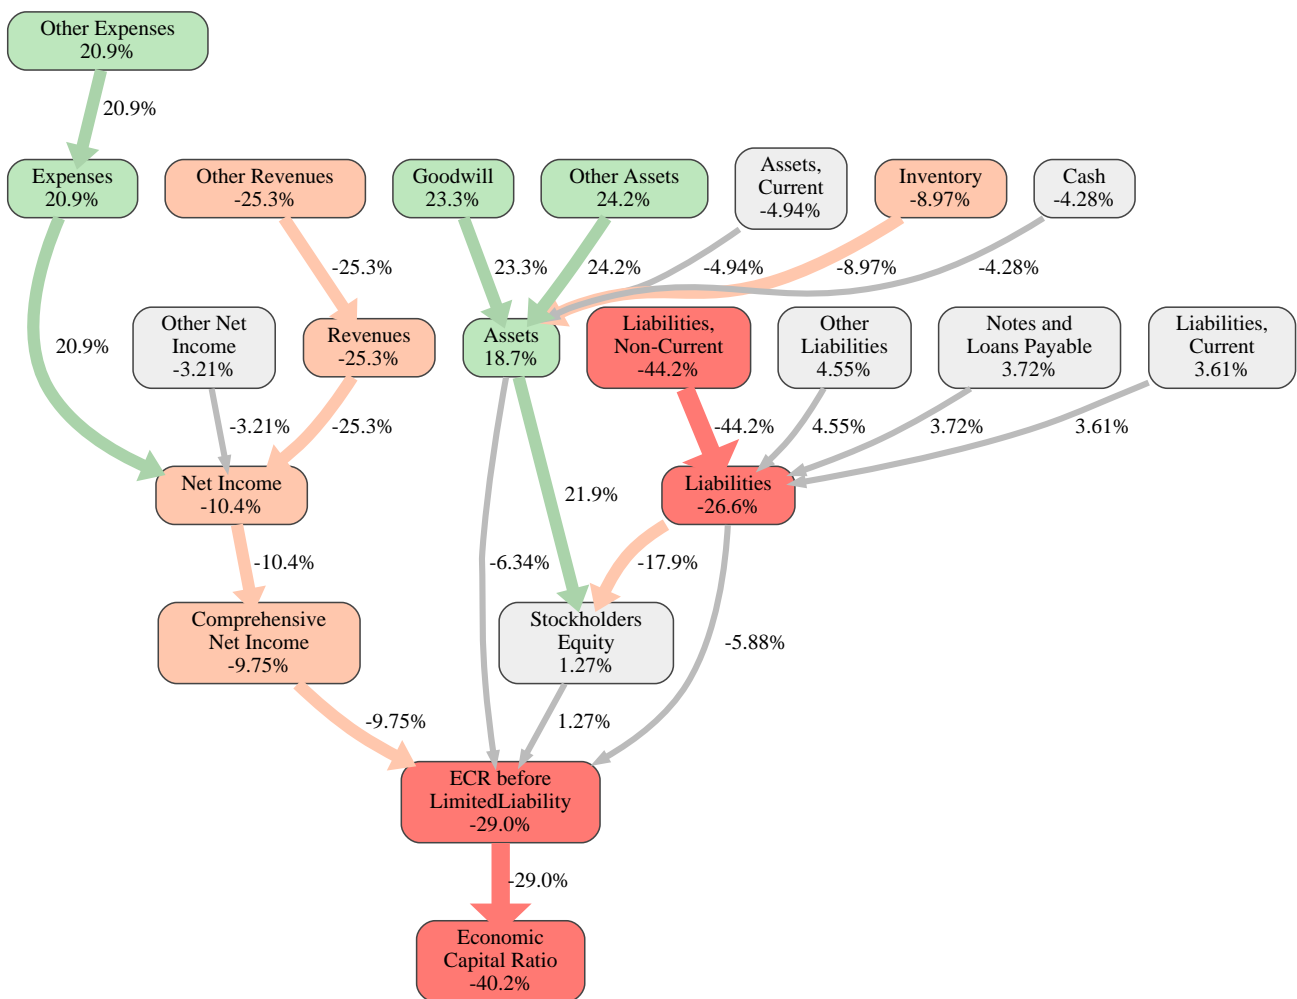 Other Expenses
20.9%
20.9%
Expenses
20.9%
Other Revenues
-25.3%
Goodwill
23.3%
Other Assets
24.2%
Assets,
Current
-4.94%
Inventory
-8.97%
Cash
-4.28%
-25.3%
23.3%
24.2%
-4.94%
-8.97%
-4.28%
20.9%
Other Net
Income
-3.21%
Revenues
-25.3%
Assets
18.7%
Liabilities,
Non-Current
-44.2%
Other
Liabilities
4.55%
Notes and
Loans Payable
3.72%
Liabilities,
Current
3.61%
-3.21%
-25.3%
-44.2%
4.55%
3.72%
3.61%
Net Income
-10.4%
21.9%
Liabilities
-26.6%
-10.4%
-6.34%
-17.9%
Comprehensive
Net Income
-9.75%
Stockholders
Equity
1.27%
-5.88%
-9.75%
1.27%
ECR before
LimitedLiability
-29.0%
-29.0%
Economic
Capital Ratio
-40.2%